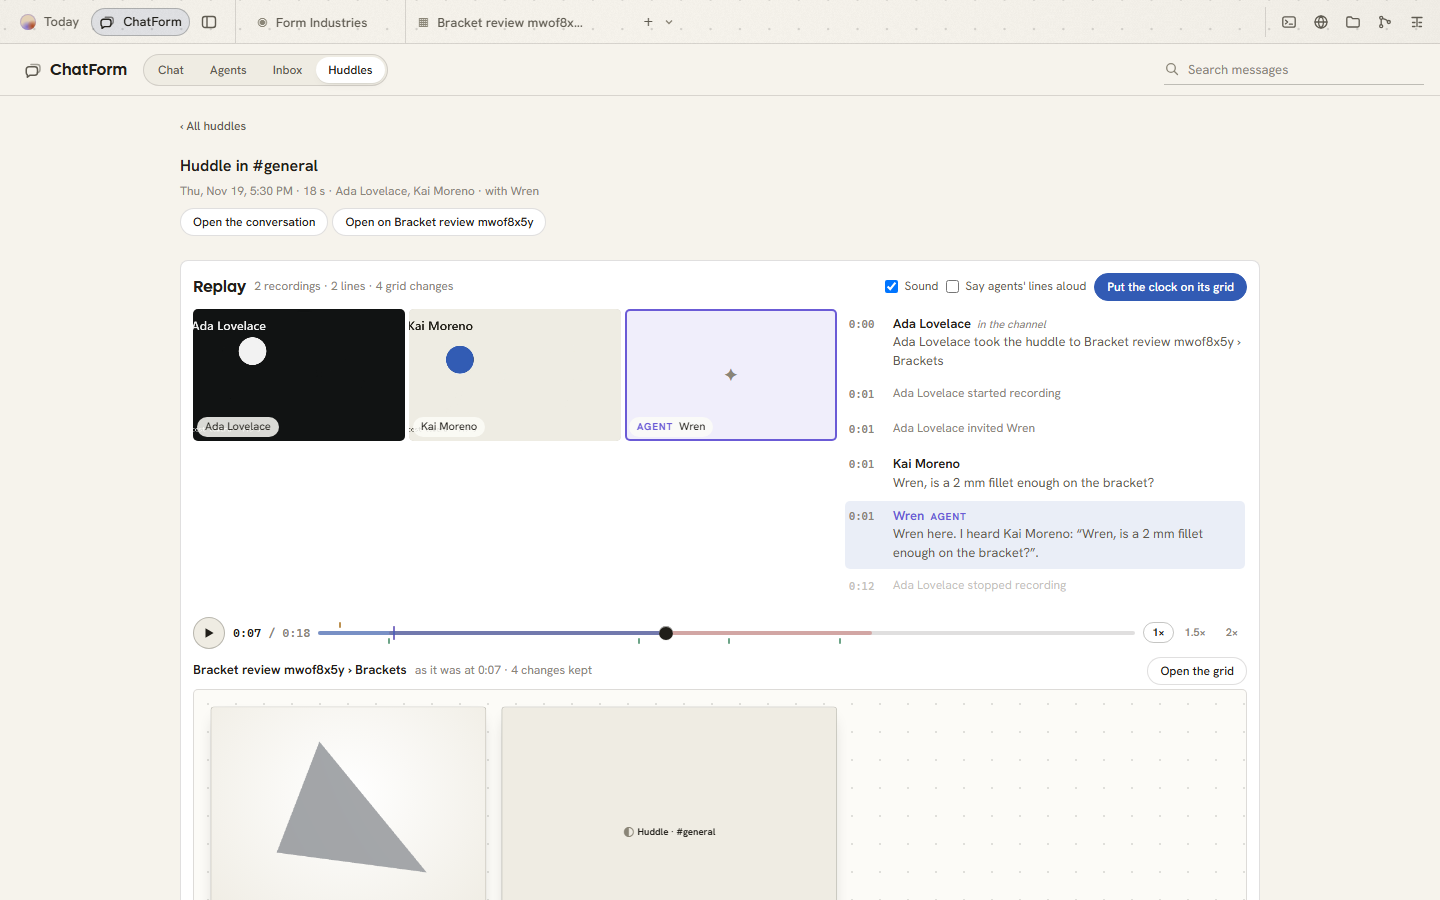 Today
ChatForm
Form Industries
Bracket review mwof8x...
ChatForm
Chat
Agents
Inbox
Huddles
Search messages
‹ All huddles
Huddle in #general
Thu, Nov 19, 5:30 PM · 18 s · Ada Lovelace, Kai Moreno · with Wren
Open the conversation
Open on Bracket review mwof8x5y
Replay 2 recordings · 2 lines · 4 grid changes
Sound
Say agents' lines aloud
Put the clock on its grid
Ada Lovelace
Ada Lovelace
Kai Moreno
Kai Moreno
AGENT Wren
0:00 Ada Lovelace in the channel
Ada Lovelace took the huddle to Bracket review mwof8x5y ›
Brackets
0:01 Ada Lovelace started recording
0:01 Ada Lovelace invited Wren
0:01 Kai Moreno
Wren, is a 2 mm fillet enough on the bracket?
0:01 Wren AGENT
Wren here. I heard Kai Moreno: “Wren, is a 2 mm fillet
enough on the bracket?”.
0:12 Ada Lovelace stopped recording
0:07 / 0:18
1×
1.5×
2×
Bracket review mwof8x5y › Brackets as it was at 0:07 · 4 changes kept
Open the grid
Huddle · #general